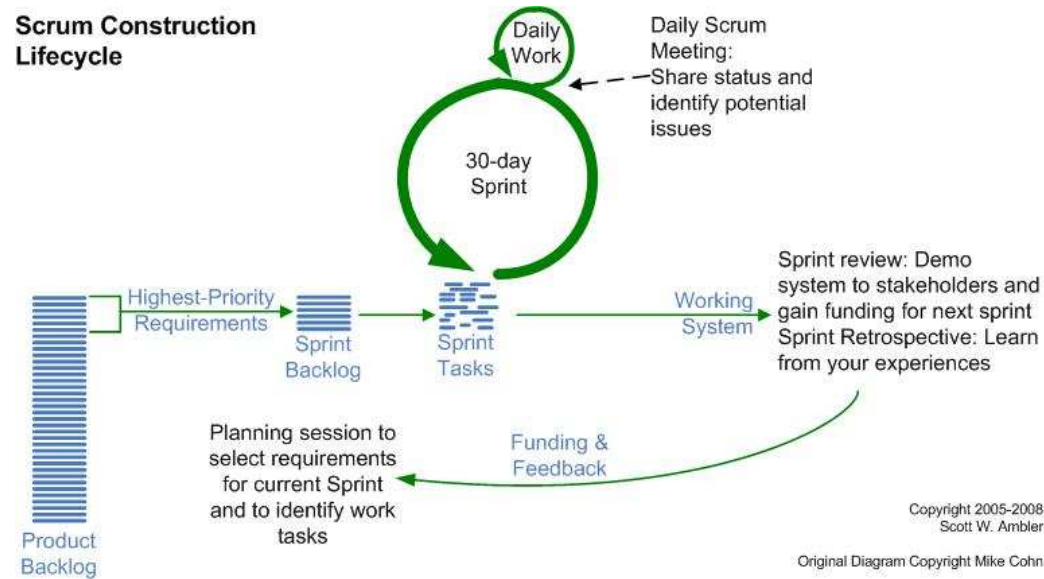 Scrum Construction
Lifecycle
Daily
Work
Daily Scrum
Meeting:
Share status and
identify potential
issues
30-day
Sprint
Highest-Priority
Requirements
Sprint
Backlog
Sprint
Tasks
Working
System
Sprint review: Demo
system to stakeholders and
gain funding for next sprint
Sprint Retrospective: Learn
from your experiences
Planning session to
select requirements
for current Sprint
and to identify work
tasks
Funding &
Feedback
Product
Backlog
Copyright 2005-2008
Scott W. Ambler
Original Diagram Copyright Mike Cohn